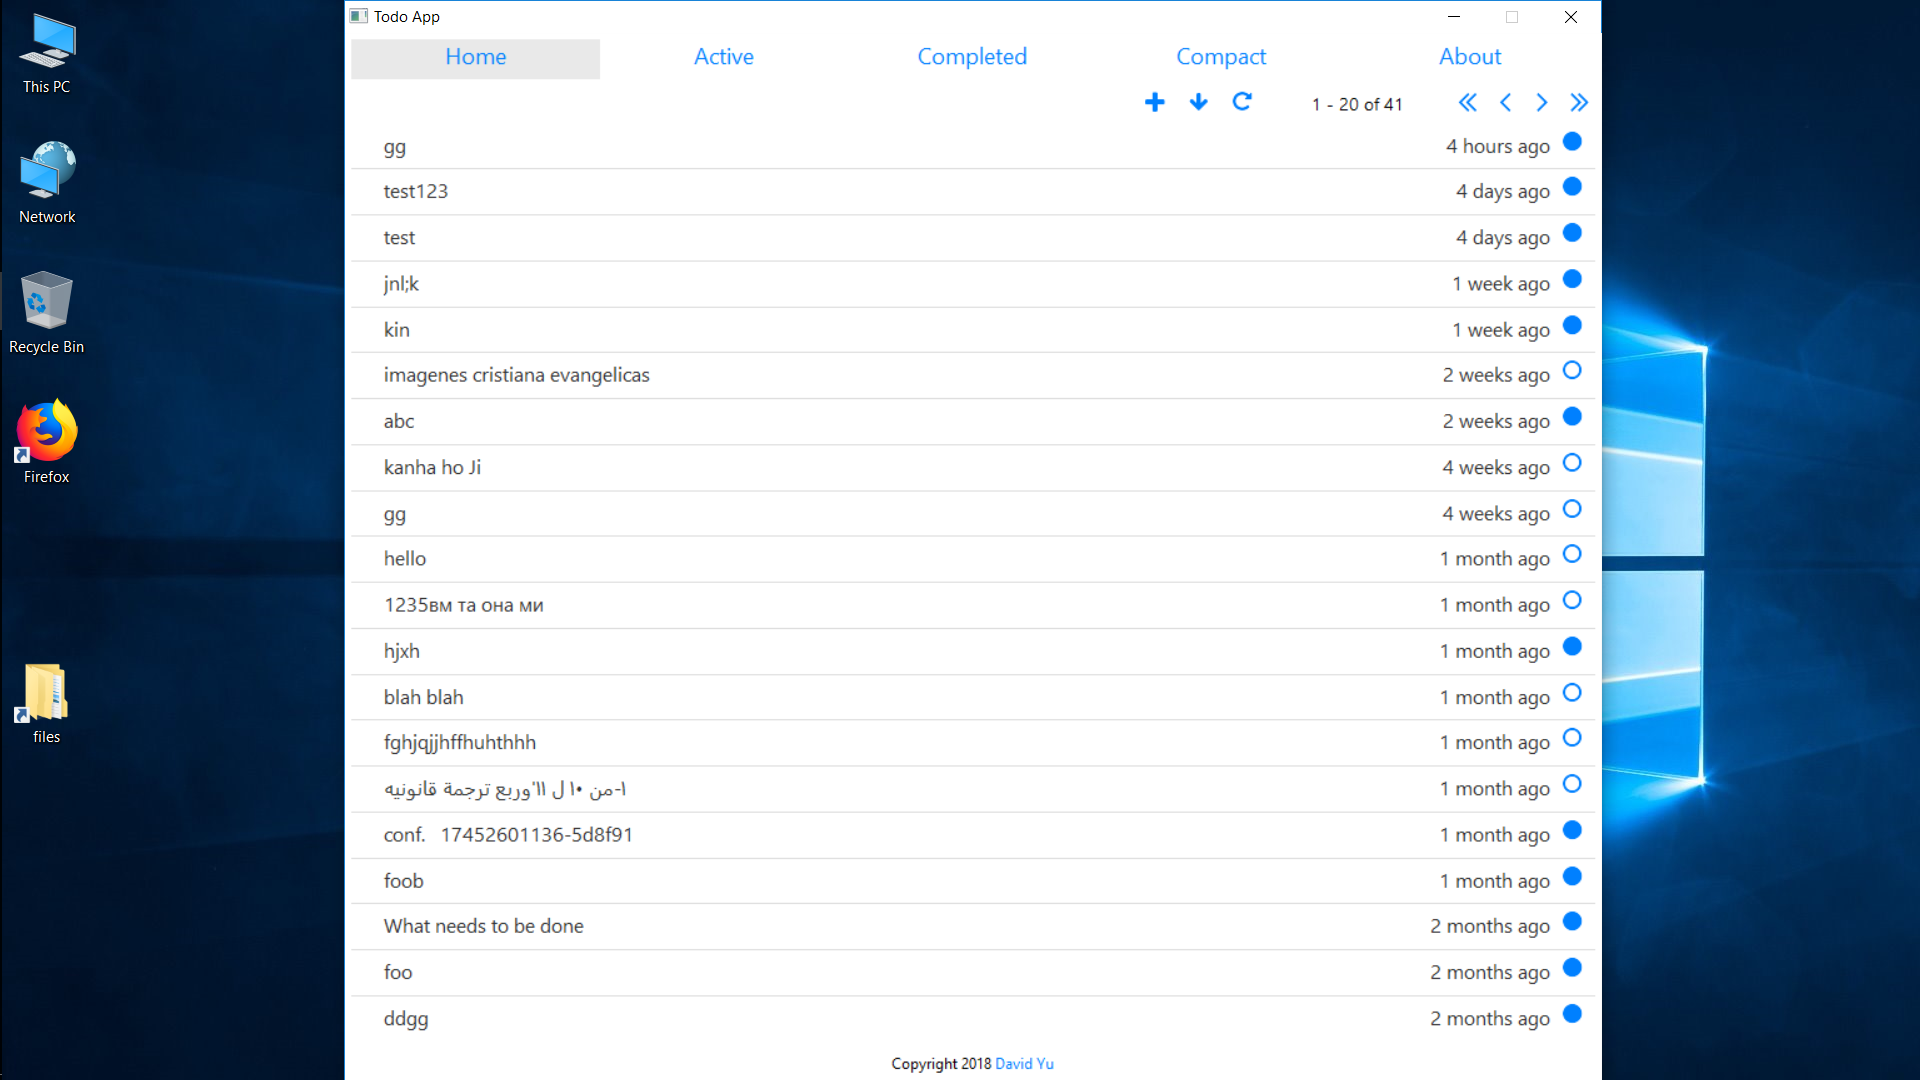 Todo App
This PC
Network
Recycle Bin
Firefox
files
Home Active Completed Compact About
1 - 20 of 41
gg 4 hours ago
test123 4 days ago
test 4 days ago
jnl;k 1 week ago
kin 1 week ago
imagenes cristiana evangelicas 2 weeks ago
abc 2 weeks ago
kanha ho Ji 4 weeks ago
gg 4 weeks ago
hello 1 month ago
1235вм та она ми 1 month ago
hjxh 1 month ago
blah blah 1 month ago
fghjqjjhffhuhthhh 1 month ago
١-من ١٠ ل ١١'وربع ترجمة قانونيه 1 month ago
conf.   17452601136-5d8f91 1 month ago
foob 1 month ago
What needs to be done 2 months ago
foo 2 months ago
ddgg 2 months ago
Copyright 2018 David Yu